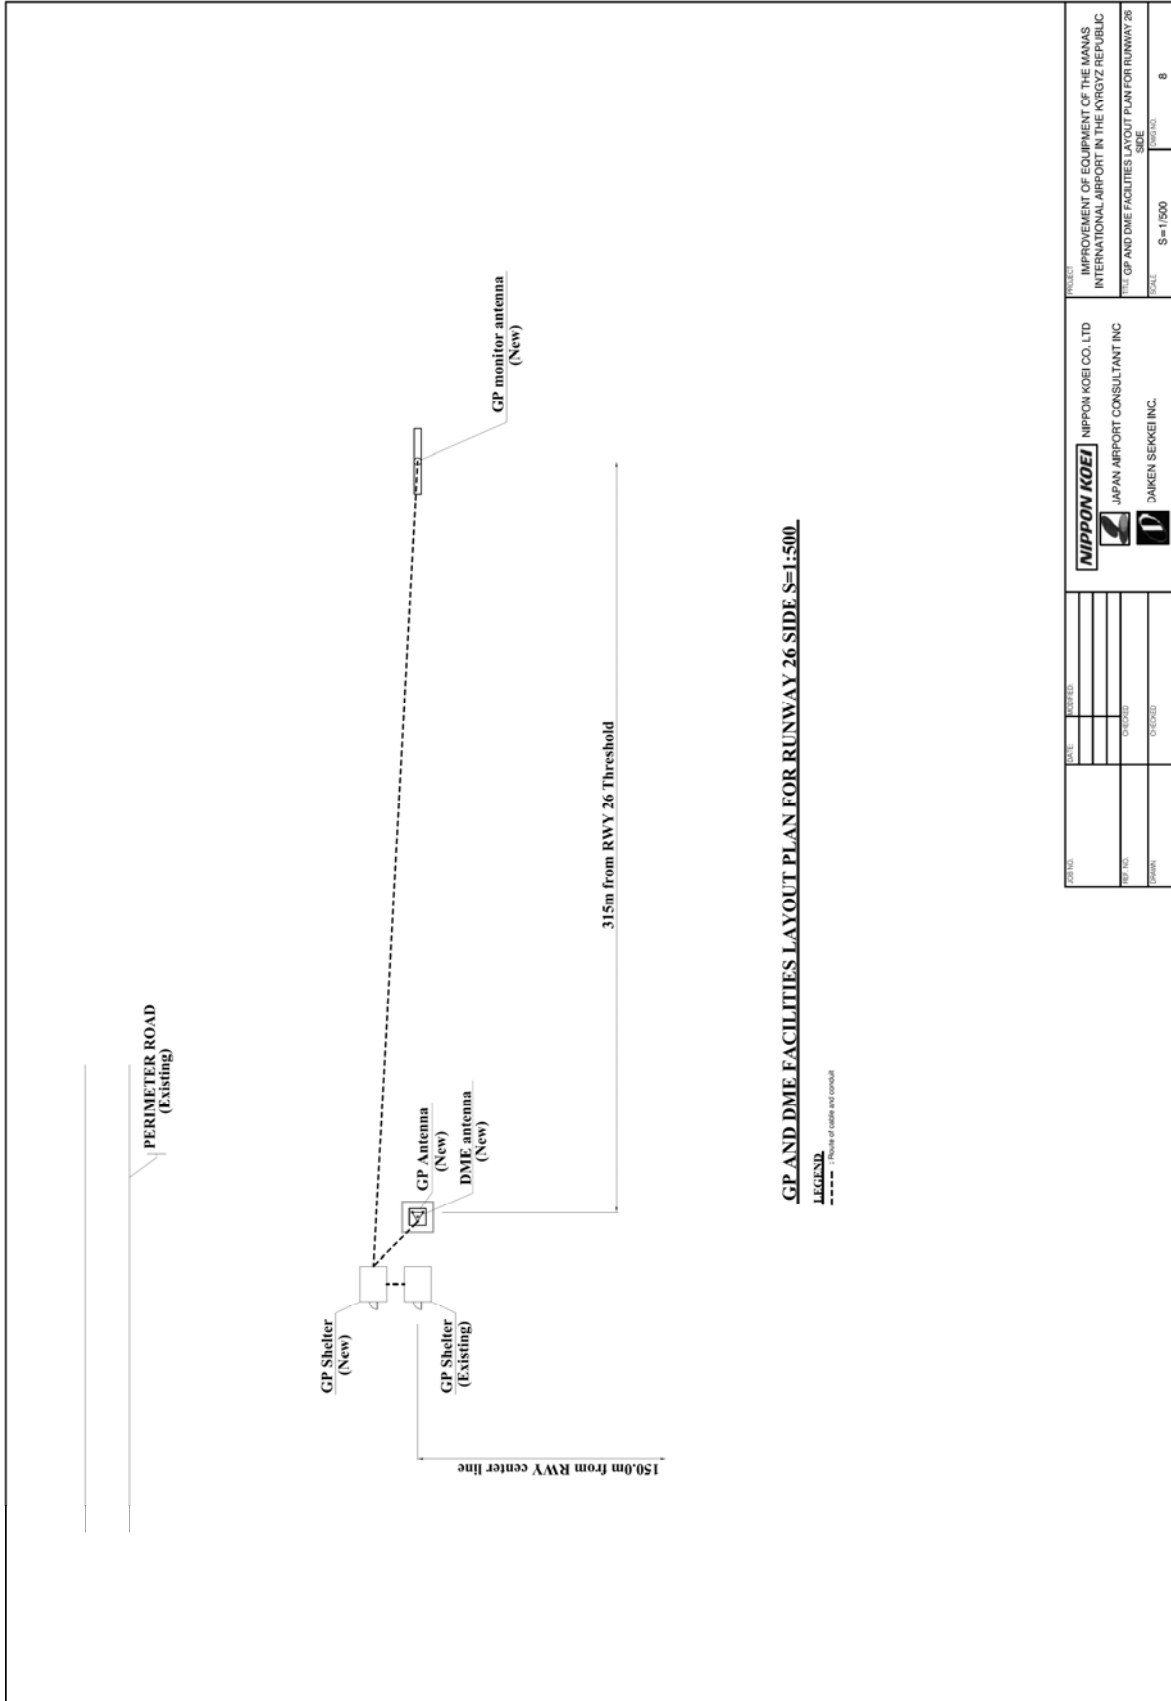 PERIMETER ROAD
(Existing)
GP Shelter
(New)
GP Shelter
(Existing)
GP Antenna
(New)
DME antenna
(New)
GP monitor antenna
(New)
150.0m from RWY center line
315m from RWY 26 Threshold
GP AND DME FACILITIES LAYOUT PLAN FOR RUNWAY 26 SIDE S=1:500
LEGEND
: Route of cable and conduit
JOB NO.
DATE:
MODIFIED:
REF. NO.
CHECKED
DRAWN
CHECKED
NIPPON KOEI NIPPON KOEI CO. LTD
JAPAN AIRPORT CONSULTANT INC
DAIKEN SEKKEI INC.
PROJECT
IMPROVEMENT OF EQUIPMENT OF THE MANAS
INTERNATIONAL AIRPORT IN THE KYRGYZ REPUBLIC
TITLE GP AND DME FACILITIES LAYOUT PLAN FOR RUNWAY 26
SIDE
SCALE
S=1/500
DWG NO.
8